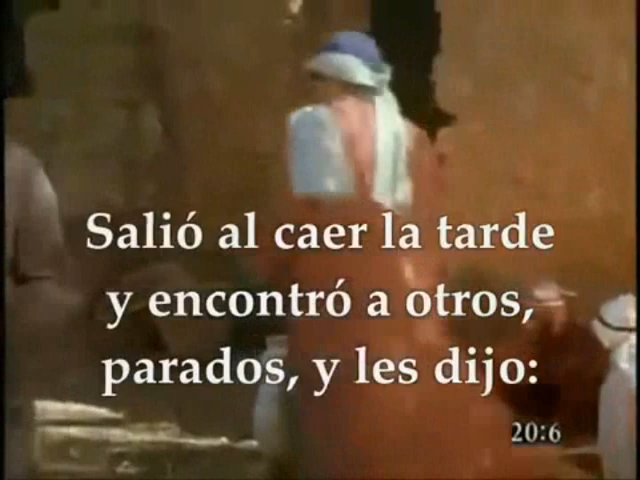 Salió al caer la tarde
y encontró a otros,
parados, y les dijo:
20:6